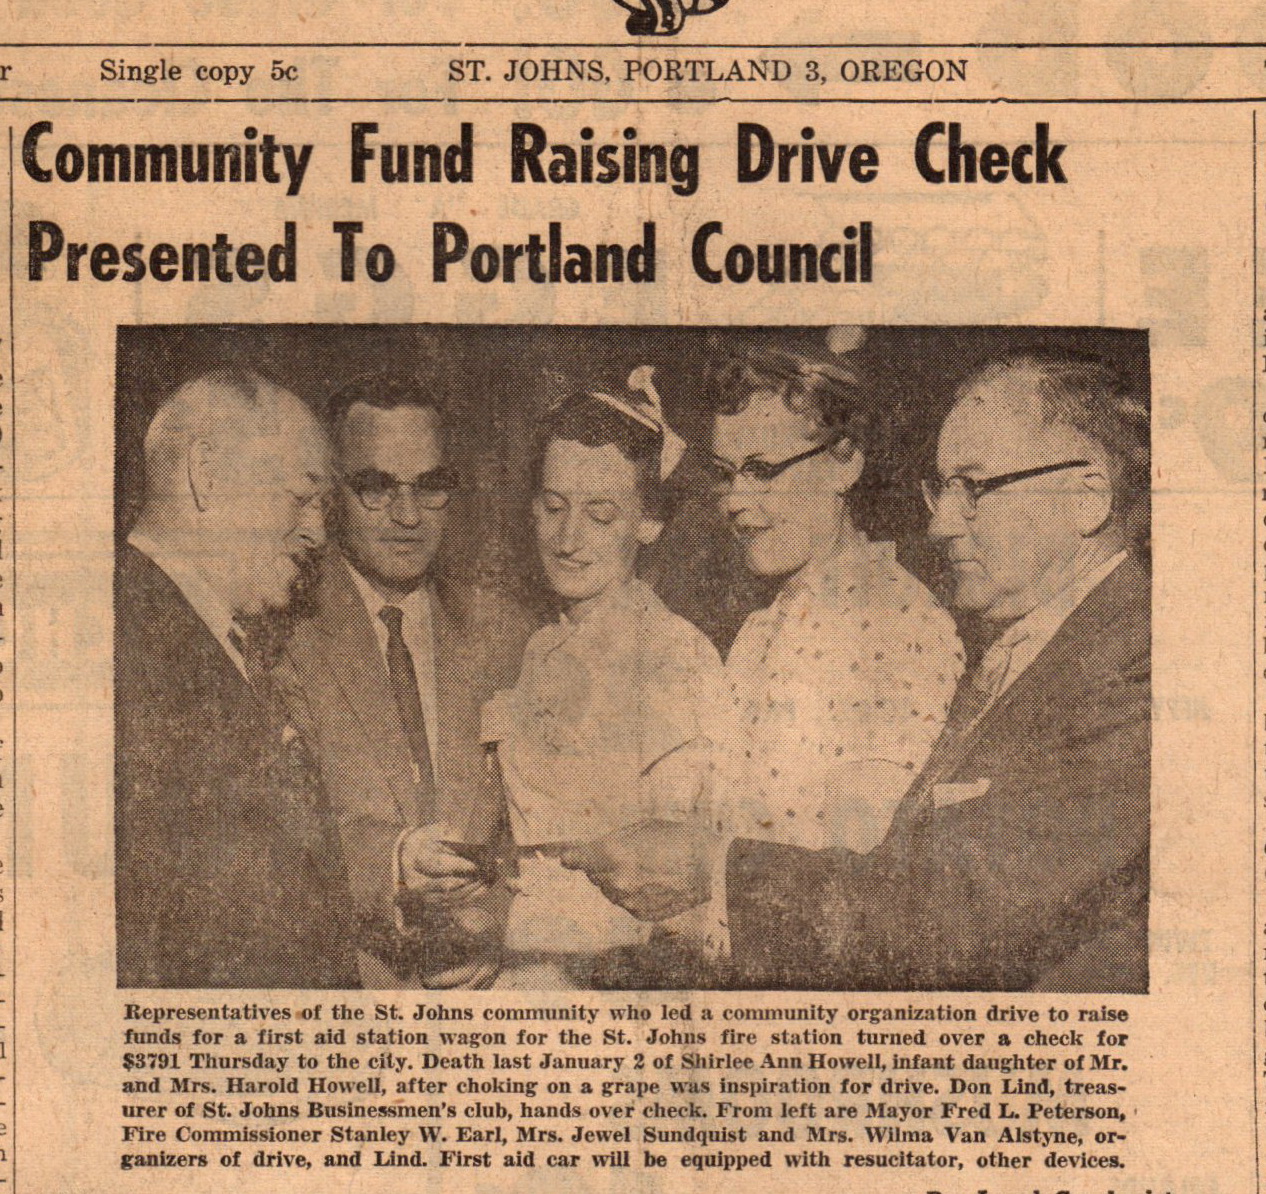 Single copy 5c ST. JOHNS, PORTLAND 3, OREGON
Community Fund Raising Drive Check
Presented To Portland Council
Representatives of the St. Johns community who led a community organization drive to raise
funds for a first aid station wagon for the St. Johns fire station turned over a check for
$3791 Thursday to the city. Death last January 2 of Shirlee Ann Howell, infant daughter of Mr.
and Mrs. Harold Howell, after choking on a grape was inspiration for drive. Don Lind, treas-
urer of St. Johns Businessmen's club, hands over check. From left are Mayor Fred L. Peterson,
Fire Commissioner Stanley W. Earl, Mrs. Jewel Sundquist and Mrs. Wilma Van Alstyne, or-
ganizers of drive, and Lind. First aid car will be equipped with resucitator, other devices.